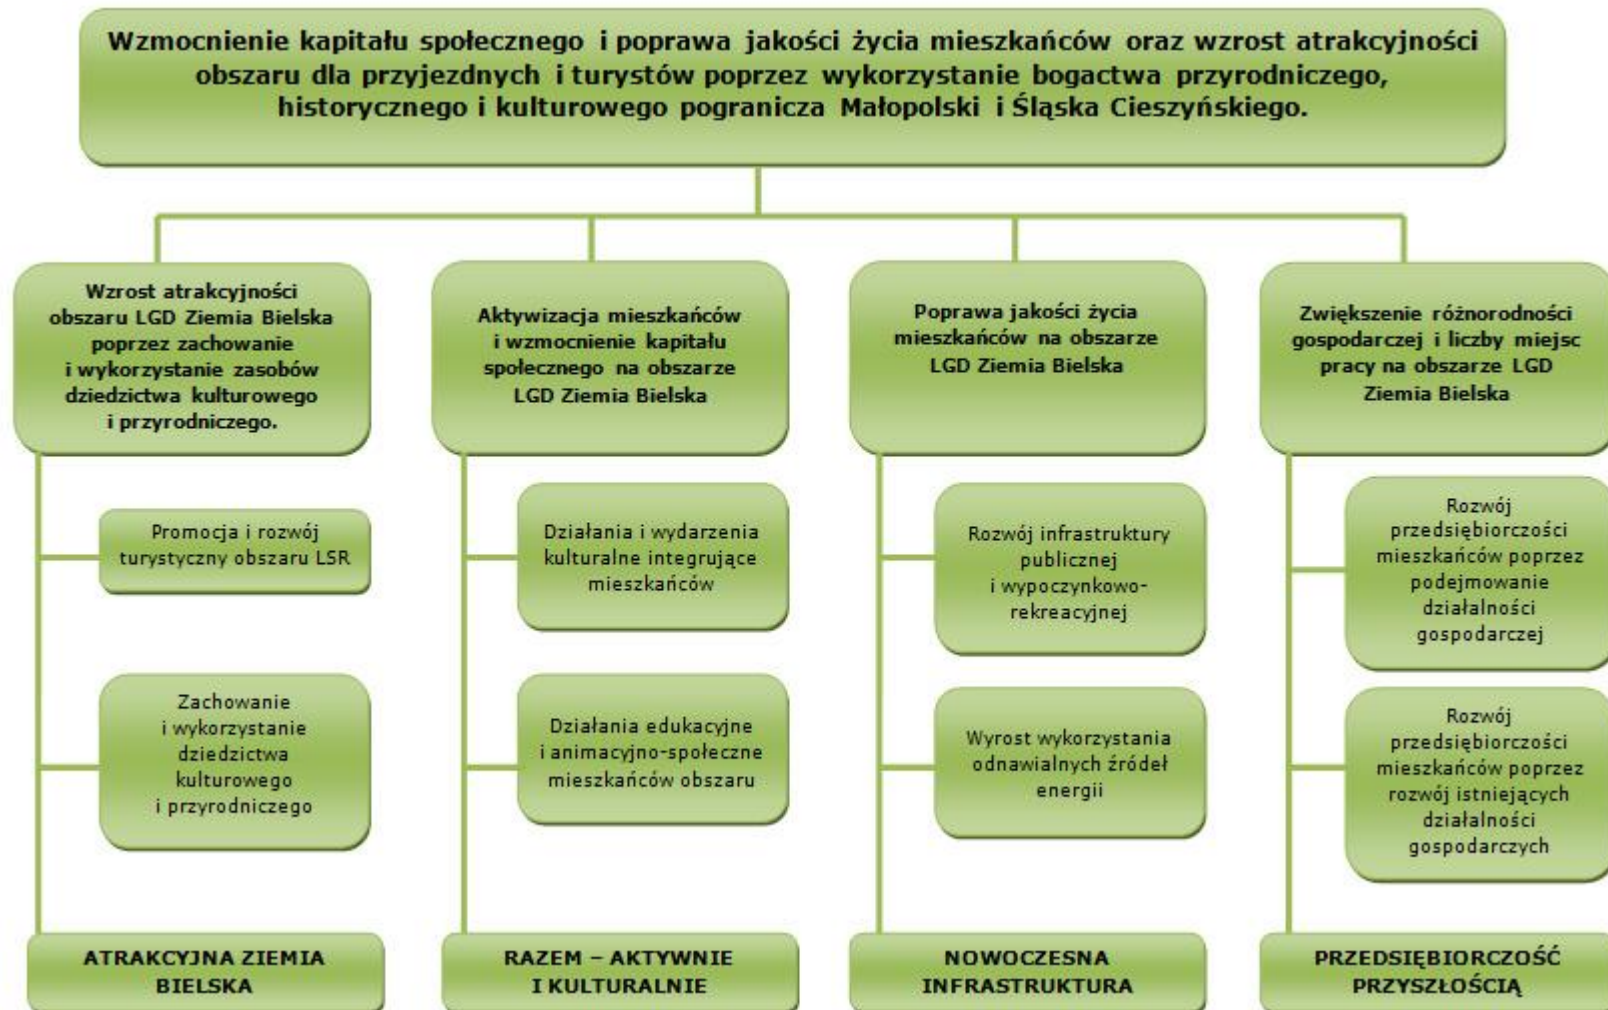 Wzmocnienie kapitału społecznego i poprawa jakości życia mieszkańców oraz wzrost atrakcyjności
obszaru dla przyjezdnych i turystów poprzez wykorzystanie bogactwa przyrodniczego,
historycznego i kulturowego pogranicza Małopolski i Śląska Cieszyńskiego.
Wzrost atrakcyjności
obszaru LGD Ziemia Bielska
poprzez zachowanie
i wykorzystanie zasobów
dziedzictwa kulturowego
i przyrodniczego.
Promocja i rozwój
turystyczny obszaru LSR
Zachowanie
i wykorzystanie
dziedzictwa
kulturowego
i przyrodniczego
ATRAKCYJNA ZIEMIA
BIELSKA
Aktywizacja mieszkańców
i wzmocnienie kapitału
społecznego na obszarze
LGD Ziemia Bielska
Działania i wydarzenia
kulturalne integrujące
mieszkańców
Działania edukacyjne
i animacyjno-społeczne
mieszkańców obszaru
RAZEM – AKTYWNIE
I KULTURALNIE
Poprawa jakości życia
mieszkańców na obszarze
LGD Ziemia Bielska
Rozwój infrastruktury
publicznej
i wypoczynkowo-
rekreacyjnej
Wyrost wykorzystania
odnawialnych źródeł
energii
NOWOCZESNA
INFRASTRUKTURA
Zwiększenie różnorodności
gospodarczej i liczby miejsc
pracy na obszarze LGD
Ziemia Bielska
Rozwój
przedsiębiorczości
mieszkańców poprzez
podejmowanie
działalności
gospodarczej
Rozwój
przedsiębiorczości
mieszkańców poprzez
rozwój istniejących
działalności
gospodarczych
PRZEDSIĘBIORCZOŚĆ
PRZYSZŁOŚCIĄ